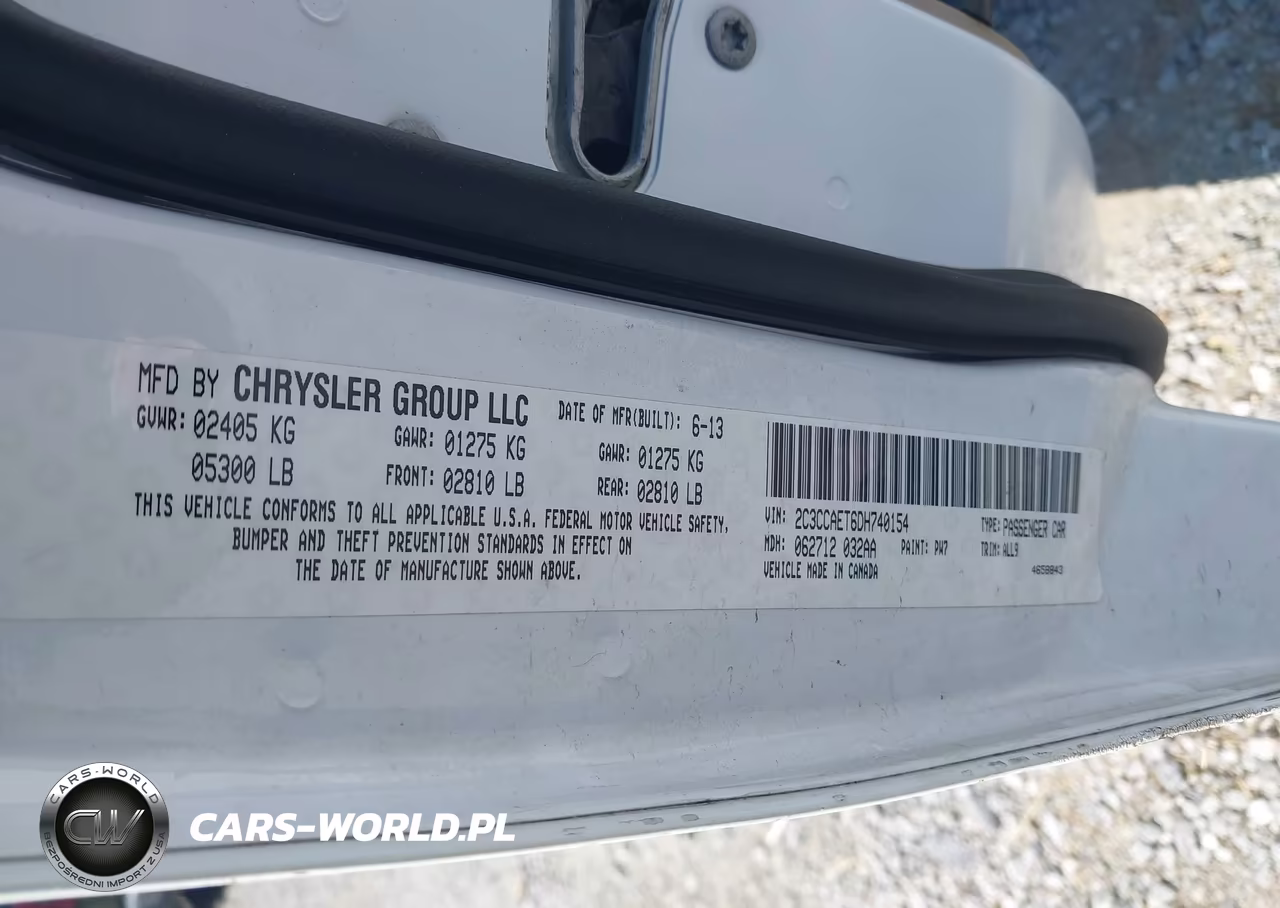 MFD BY CHRYSLER GROUP LLC DATE OF MFR(BUILT): 6-13
GVWR: 02405 KG GAWR: 01275 KG GAWR: 01275 KG
05300 LB FRONT: 02810 LB REAR: 02810 LB
THIS VEHICLE CONFORMS TO ALL APPLICABLE U.S.A. FEDERAL MOTOR VEHICLE SAFETY,
BUMPER AND THEFT PREVENTION STANDARDS IN EFFECT ON
THE DATE OF MANUFACTURE SHOWN ABOVE.
VIN: 2C3CCAET6DH740154 TYPE: PASSENGER CAR
MDH: 062712 032AA PAINT: PW7 TRIM: ALL9
VEHICLE MADE IN CANADA 4658843
CARS-WORLD
CW
BEZPOŚREDNI IMPORT Z USA
CARS-WORLD.PL